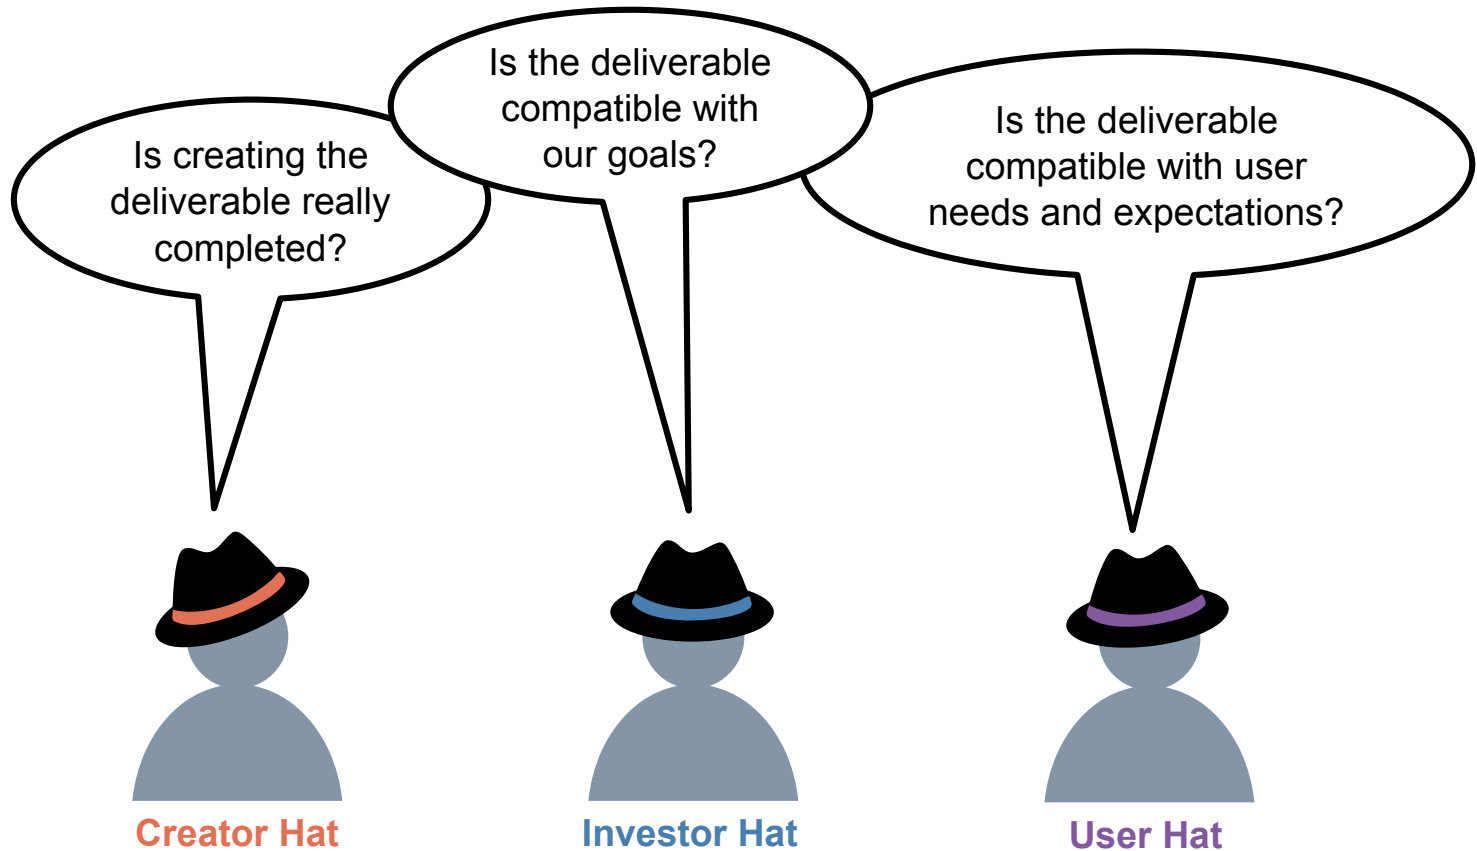 Is creating the
deliverable really
completed?
Is the deliverable
compatible with
our goals?
Is the deliverable
compatible with user
needs and expectations?
Creator Hat
Investor Hat
User Hat